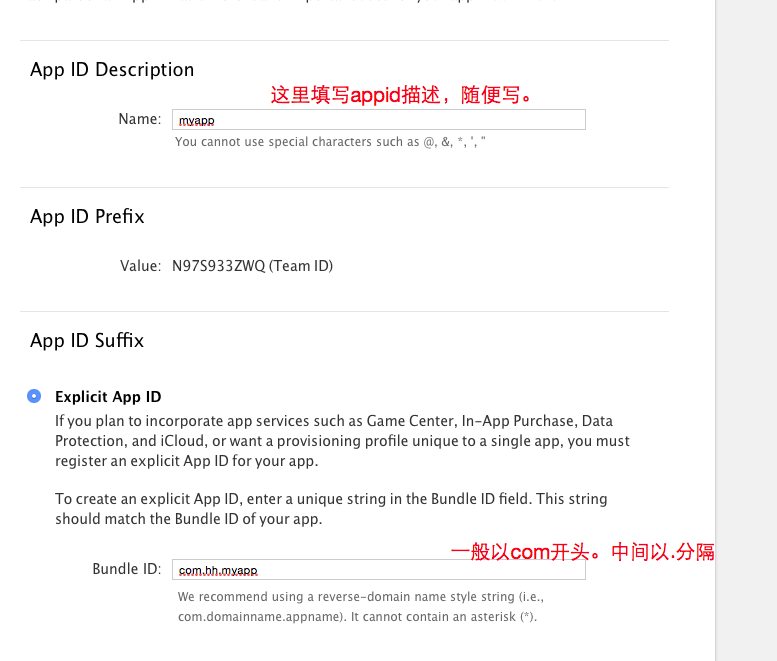 App ID Description
这里填写appid描述，随便写。
Name: myapp
You cannot use special characters such as @, &, *, ', "
App ID Prefix
Value: N97S933ZWQ (Team ID)
App ID Suffix
Explicit App ID
If you plan to incorporate app services such as Game Center, In-App Purchase, Data
Protection, and iCloud, or want a provisioning profile unique to a single app, you must
register an explicit App ID for your app.
To create an explicit App ID, enter a unique string in the Bundle ID field. This string
should match the Bundle ID of your app.
一般以com开头。中间以.分隔
Bundle ID: com.hh.myapp
We recommend using a reverse-domain name style string (i.e.,
com.domainname.appname). It cannot contain an asterisk (*).